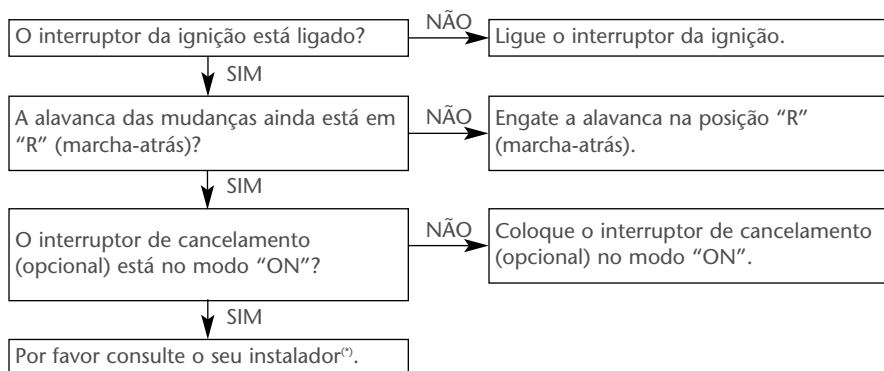 O interruptor da ignição está ligado?
NÃO
Ligue o interruptor da ignição.
SIM
A alavanca das mudanças ainda está em
“R” (marcha-atrás)?
NÃO
Engate a alavanca na posição “R”
(marcha-atrás).
SIM
O interruptor de cancelamento
(opcional) está no modo “ON”?
NÃO
Coloque o interruptor de cancelamento
(opcional) no modo “ON”.
SIM
Por favor consulte o seu instalador(*).